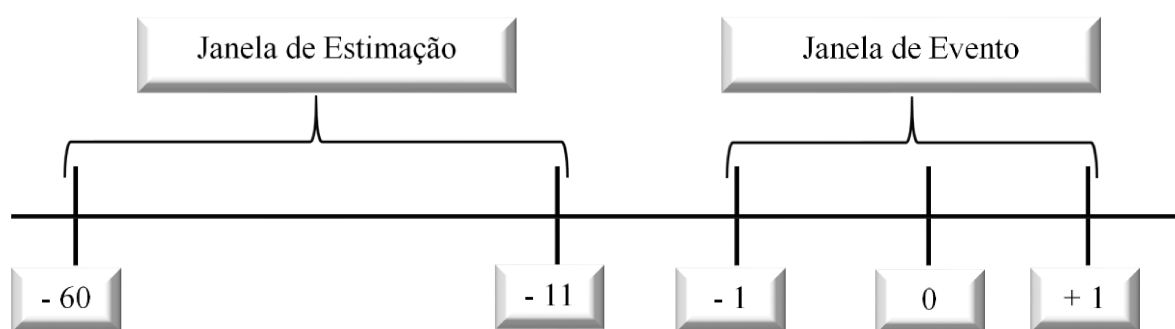 Janela de Estimação
Janela de Evento
- 60
- 11
- 1
0
+ 1